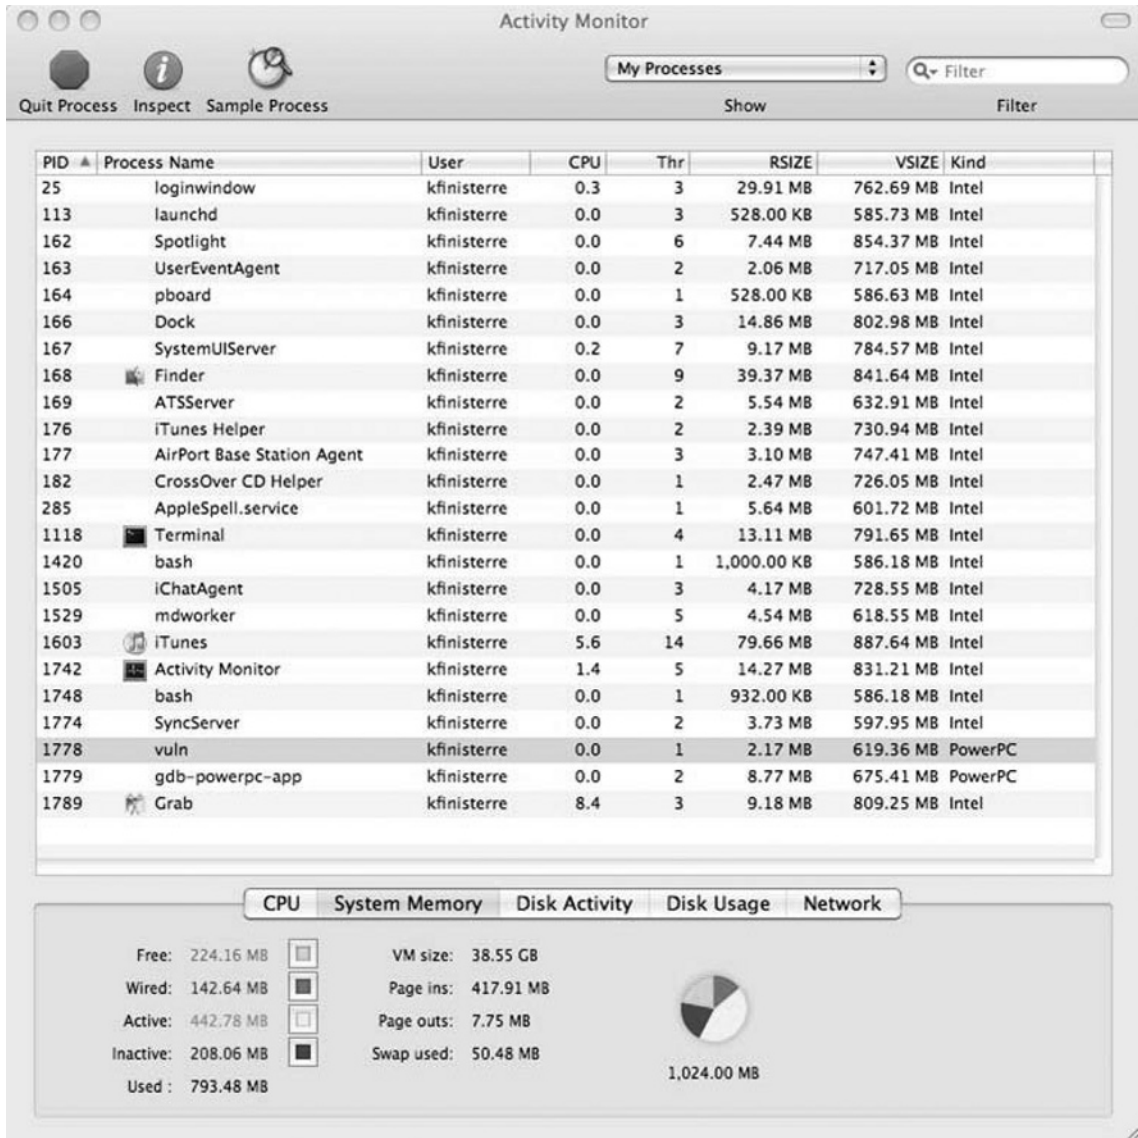 Activity Monitor
Quit Process Inspect Sample Process My Processes Show Filter Filter
PID Process Name User CPU Thr RSIZE VSIZE Kind
25 loginwindow kfinisterre 0.3 3 29.91 MB 762.69 MB Intel
113 launchd kfinisterre 0.0 3 528.00 KB 585.73 MB Intel
162 Spotlight kfinisterre 0.0 6 7.44 MB 854.37 MB Intel
163 UserEventAgent kfinisterre 0.0 2 2.06 MB 717.05 MB Intel
164 pboard kfinisterre 0.0 1 528.00 KB 586.63 MB Intel
166 Dock kfinisterre 0.0 3 14.86 MB 802.98 MB Intel
167 SystemUIServer kfinisterre 0.2 7 9.17 MB 784.57 MB Intel
168 Finder kfinisterre 0.0 9 39.37 MB 841.64 MB Intel
169 ATSServer kfinisterre 0.0 2 5.54 MB 632.91 MB Intel
176 iTunes Helper kfinisterre 0.0 2 2.39 MB 730.94 MB Intel
177 AirPort Base Station Agent kfinisterre 0.0 3 3.10 MB 747.41 MB Intel
182 CrossOver CD Helper kfinisterre 0.0 1 2.47 MB 726.05 MB Intel
285 AppleSpell.service kfinisterre 0.0 1 5.64 MB 601.72 MB Intel
1118 Terminal kfinisterre 0.0 4 13.11 MB 791.65 MB Intel
1420 bash kfinisterre 0.0 1 1,000.00 KB 586.18 MB Intel
1505 iChatAgent kfinisterre 0.0 3 4.17 MB 728.55 MB Intel
1529 mdworker kfinisterre 0.0 5 4.54 MB 618.55 MB Intel
1603 iTunes kfinisterre 5.6 14 79.66 MB 887.64 MB Intel
1742 Activity Monitor kfinisterre 1.4 5 14.27 MB 831.21 MB Intel
1748 bash kfinisterre 0.0 1 932.00 KB 586.18 MB Intel
1774 SyncServer kfinisterre 0.0 2 3.73 MB 597.95 MB Intel
1778 vuln kfinisterre 0.0 1 2.17 MB 619.36 MB PowerPC
1779 gdb-powerpc-app kfinisterre 0.0 2 8.77 MB 675.41 MB PowerPC
1789 Grab kfinisterre 8.4 3 9.18 MB 809.25 MB Intel
CPU System Memory Disk Activity Disk Usage Network
Free: 224.16 MB VM size: 38.55 GB
Wired: 142.64 MB Page ins: 417.91 MB
Active: 442.78 MB Page outs: 7.75 MB
Inactive: 208.06 MB Swap used: 50.48 MB
Used : 793.48 MB
1,024.00 MB